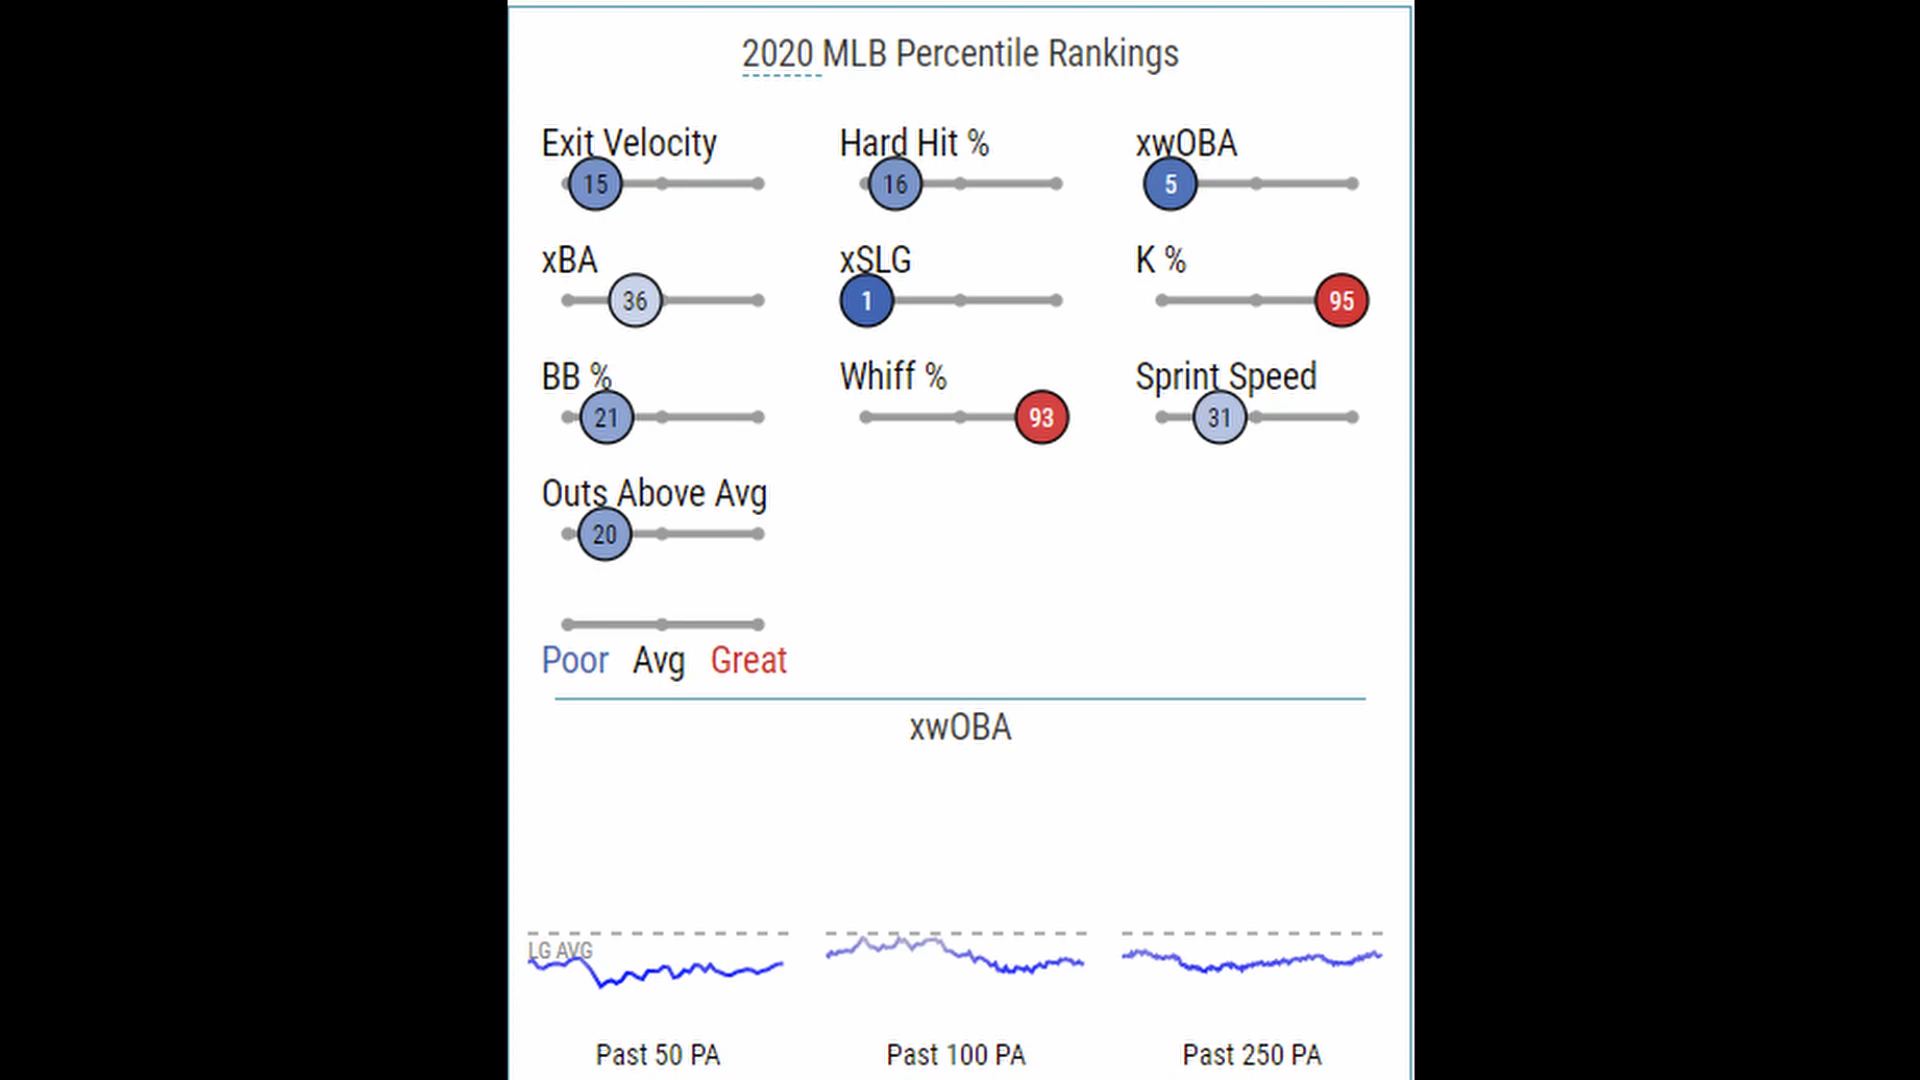 2020 MLB Percentile Rankings
Exit Velocity Hard Hit % xwOBA
15 16 5
xBA xSLG K %
36 1 95
BB % Whiff % Sprint Speed
21 93 31
Outs Above Avg
20
Poor Avg Great
xwOBA
LG AVG
Past 50 PA Past 100 PA Past 250 PA